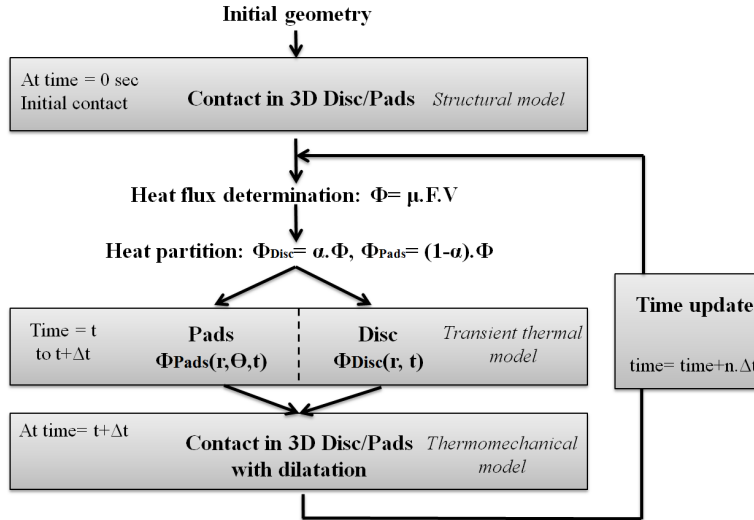 Initial geometry
At time = 0 sec
Initial contact
Contact in 3D Disc/Pads
Structural model
Heat flux determination: Φ= μ.F.V
Heat partition: ΦDisc= α.Φ, ΦPads= (1-α).Φ
Time = t
to t+Δt
Pads
ΦPads(r,Θ,t)
Disc
ΦDisc(r, t)
Transient thermal
model
Time update
time= time+n.Δt
At time= t+Δt
Contact in 3D Disc/Pads
with dilatation
Thermomechanical
model